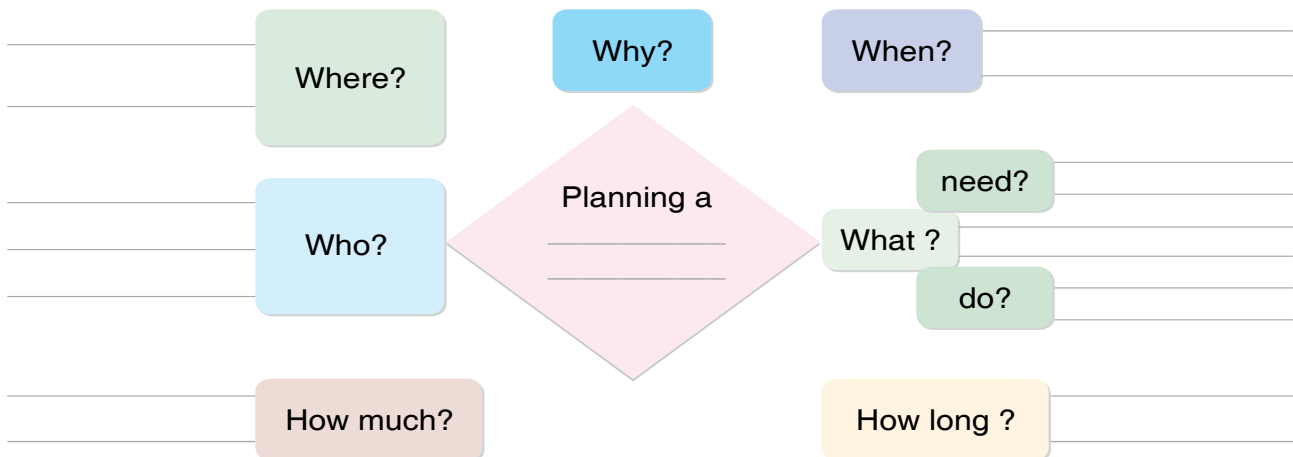 Where?
Why?
When?
Planning a
need?
Who?
What ?
do?
How much?
How long ?